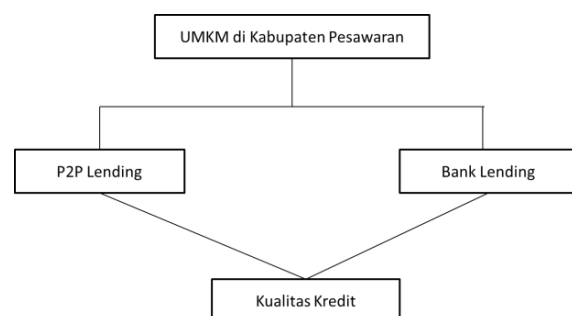 UMKM di Kabupaten Pesawaran
P2P Lending
Bank Lending
Kualitas Kredit